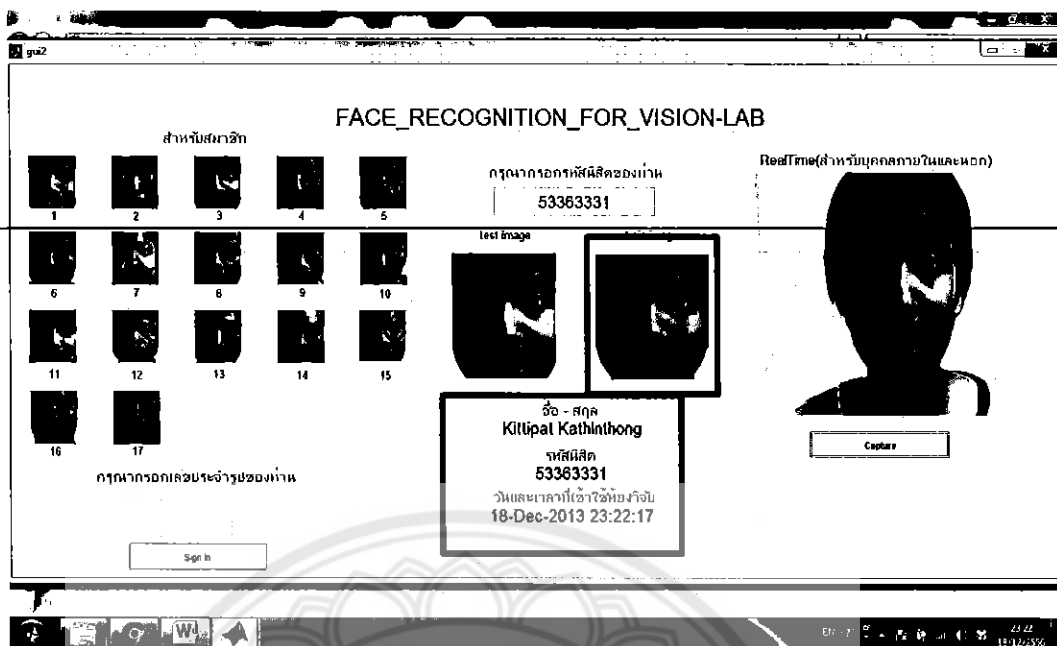 gui2
FACE_RECOGNITION_FOR_VISION-LAB
สำหรับสมาชิก
1 2 3 4 5
6 7 8 9 10
11 12 13 14 15
16 17
กรุณากรอกเลขประจำรูปของท่าน
Sign In
กรุณากรอกรหัสนิสิตของท่าน
53363331
test image
ชื่อ - สกุล
Kittipat Kathinthong
รหัสนิสิต
53363331
วันและเวลาที่เข้าใช้ห้องวิจัย
18-Dec-2013 23:22:17
RealTime(สำหรับบุคคลภายในและนอก)
Capture
EN
23:22
18/12/2556